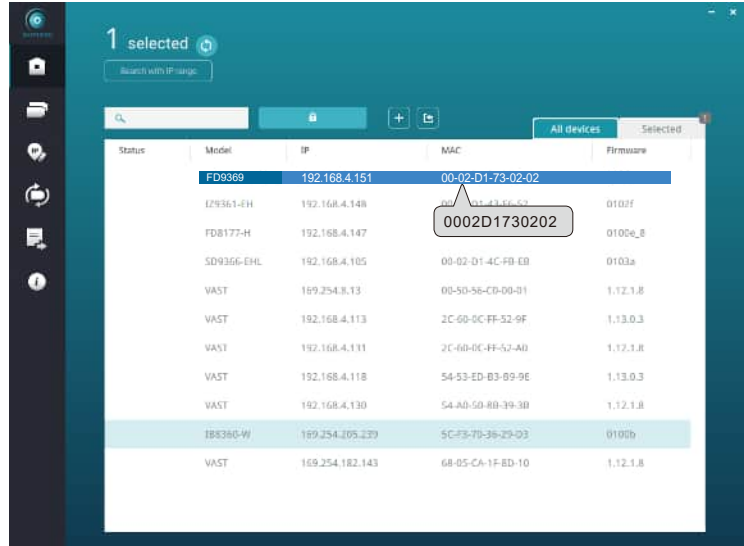 1 selected
Search with IP range
All devices Selected 1
Status Model IP MAC Firmware
FD9369 192.168.4.151 00-02-D1-73-02-02
IZ9361-EH 192.168.4.148 0102f
0002D1730202
FD8177-H 192.168.4.147 0100e_8
SD9366-EHL 192.168.4.105 00-02-D1-4C-FB-EB 0103a
VAST 169.254.8.13 00-50-56-C0-00-01 1.12.1.8
VAST 192.168.4.113 2C-60-0C-FF-52-9F 1.13.0.3
VAST 192.168.4.131 2C-60-0C-FF-52-A0 1.12.1.8
VAST 192.168.4.118 54-53-ED-B3-B9-9E 1.13.0.3
VAST 192.168.4.130 54-A0-50-8B-39-3B 1.12.1.8
IB8360-W 169.254.205.239 5C-F3-70-36-29-D3 0100b
VAST 169.254.182.143 68-05-CA-1F-8D-10 1.12.1.8